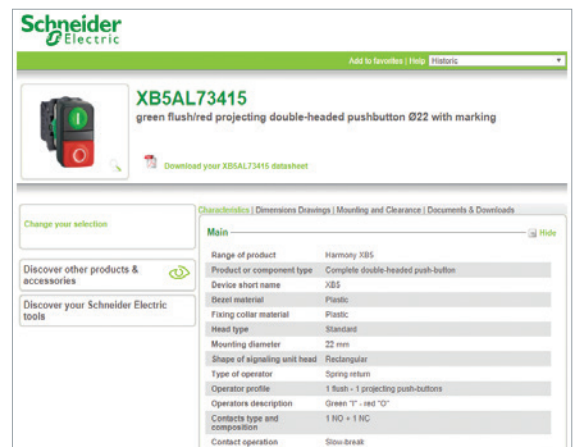 Schneider
Electric
Add to favorites | Help Historic
XB5AL73415
green flush/red projecting double-headed pushbutton Ø22 with marking
I
O
Download your XB5AL73415 datasheet
Characteristics | Dimensions Drawings | Mounting and Clearance | Documents & Downloads
Change your selection
Discover other products &
accessories
Discover your Schneider Electric
tools
Main Hide
Range of product Harmony XB5
Product or component type Complete double-headed push-button
Device short name XB5
Bezel material Plastic
Fixing collar material Plastic
Head type Standard
Mounting diameter 22 mm
Shape of signaling unit head Rectangular
Type of operator Spring return
Operator profile 1 flush - 1 projecting push-buttons
Operators description Green "I" - red "O"
Contacts type and
composition 1 NO + 1 NC
Contact operation Slow-break